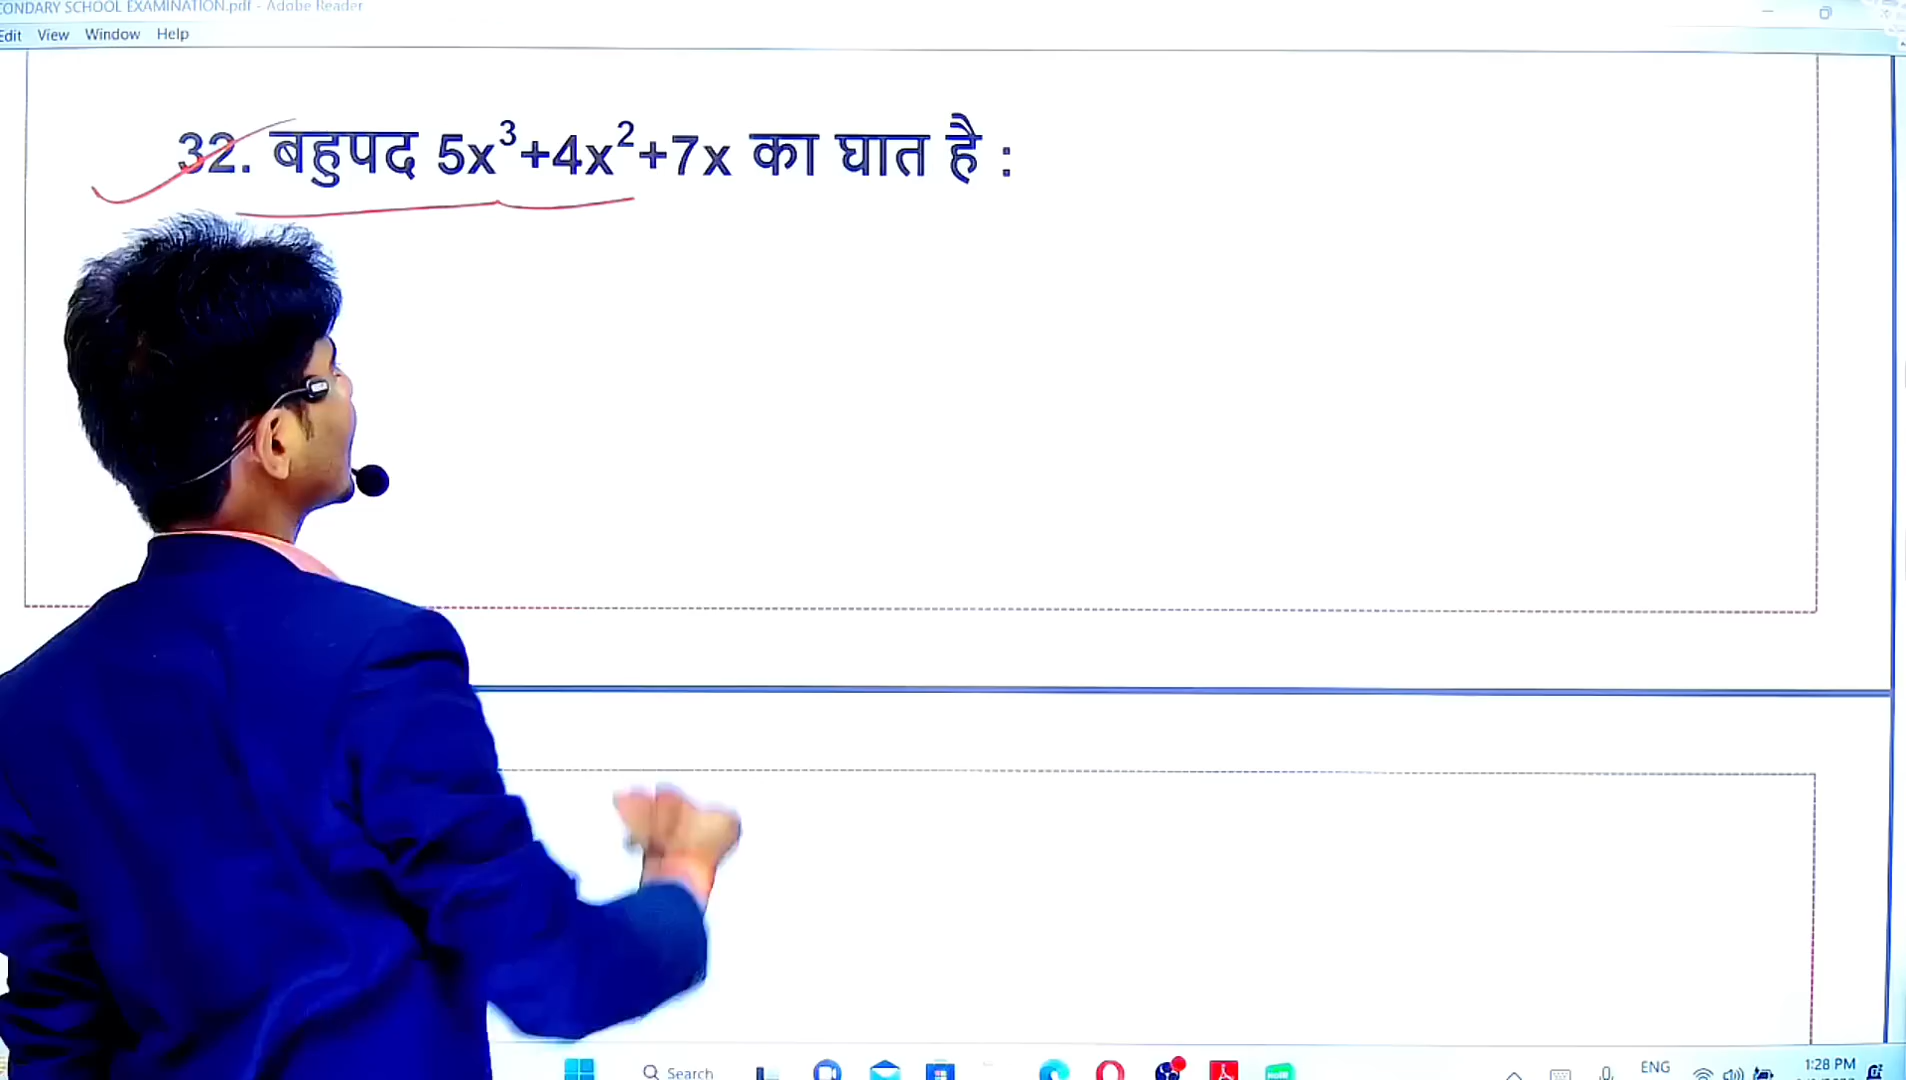 CONDARY SCHOOL EXAMINATION.pdf - Adobe Reader
Edit View Window Help
32. बहुपद 5x³+4x²+7x का घात है :
Search
ENG
1:28 PM